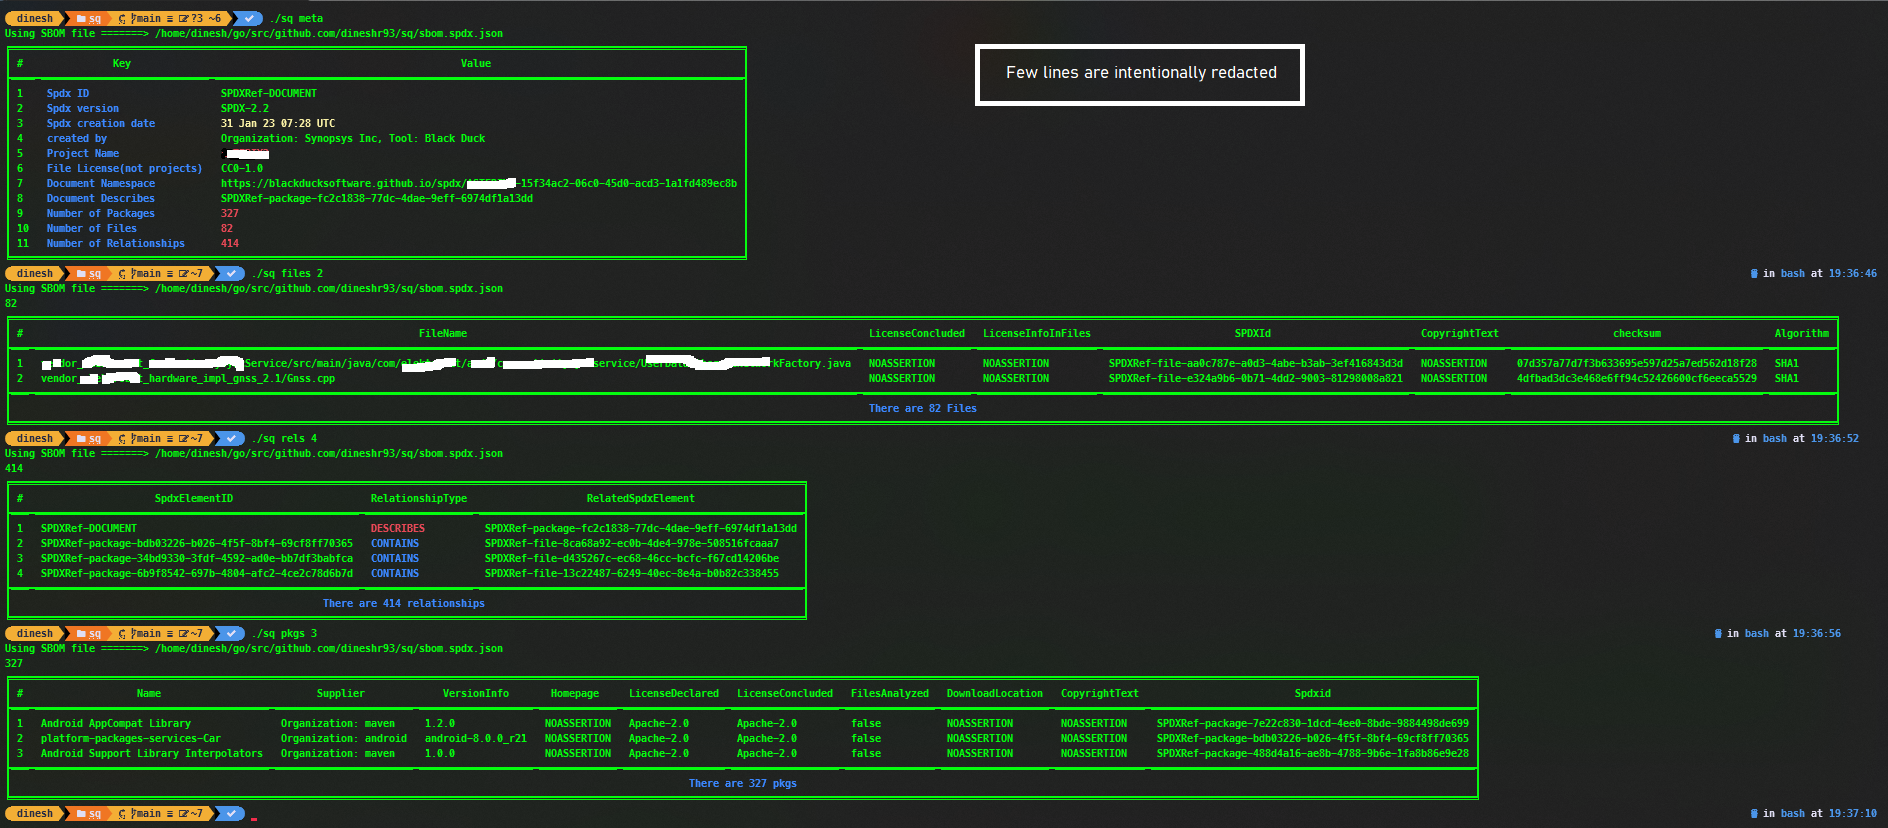 dinesh sq main ≡ ?3 ~6 ./sq meta
Using SBOM file =======> /home/dinesh/go/src/github.com/dineshr93/sq/sbom.spdx.json
Few lines are intentionally redacted
# Key Value
1 Spdx ID SPDXRef-DOCUMENT
2 Spdx version SPDX-2.2
3 Spdx creation date 31 Jan 23 07:28 UTC
4 created by Organization: Synopsys Inc, Tool: Black Duck
5 Project Name
6 File License(not projects) CC0-1.0
7 Document Namespace https://blackducksoftware.github.io/spdx/ -15f34ac2-06c0-45d0-acd3-1a1fd489ec8b
8 Document Describes SPDXRef-package-fc2c1838-77dc-4dae-9eff-6974df1a13dd
9 Number of Packages 327
10 Number of Files 82
11 Number of Relationships 414
dinesh sq main ≡ ~7 ./sq files 2 in bash at 19:36:46
Using SBOM file =======> /home/dinesh/go/src/github.com/dineshr93/sq/sbom.spdx.json
82
# FileName LicenseConcluded LicenseInfoInFiles SPDXId CopyrightText checksum Algorithm
1 Service/src/main/java/com/ service/ rkFactory.java NOASSERTION NOASSERTION SPDXRef-file-aa0c787e-a0d3-4abe-b3ab-3ef416843d3d NOASSERTION 07d357a77d7f3b633695e597d25a7ed562d18f28 SHA1
2 vendor_ _hardware_impl_gnss_2.1/Gnss.cpp NOASSERTION NOASSERTION SPDXRef-file-e324a9b6-0b71-4dd2-9003-81298008a821 NOASSERTION 4dfbad3dc3e468e6ff94c52426600cf6eeca5529 SHA1
There are 82 Files
dinesh sq main ≡ ~7 ./sq rels 4 in bash at 19:36:52
Using SBOM file =======> /home/dinesh/go/src/github.com/dineshr93/sq/sbom.spdx.json
414
# SpdxElementID RelationshipType RelatedSpdxElement
1 SPDXRef-DOCUMENT DESCRIBES SPDXRef-package-fc2c1838-77dc-4dae-9eff-6974df1a13dd
2 SPDXRef-package-bdb03226-b026-4f5f-8bf4-69cf8ff70365 CONTAINS SPDXRef-file-8ca68a92-ec0b-4de4-978e-508516fcaaa7
3 SPDXRef-package-34bd9330-3fdf-4592-ad0e-bb7df3babfca CONTAINS SPDXRef-file-d435267c-ec68-46cc-bcfc-f67cd14206be
4 SPDXRef-package-6b9f8542-697b-4804-afc2-4ce2c78d6b7d CONTAINS SPDXRef-file-13c22487-6249-40ec-8e4a-b0b82c338455
There are 414 relationships
dinesh sq main ≡ ~7 ./sq pkgs 3 in bash at 19:36:56
Using SBOM file =======> /home/dinesh/go/src/github.com/dineshr93/sq/sbom.spdx.json
327
# Name Supplier VersionInfo Homepage LicenseDeclared LicenseConcluded FilesAnalyzed DownloadLocation CopyrightText Spdxid
1 Android AppCompat Library Organization: maven 1.2.0 NOASSERTION Apache-2.0 Apache-2.0 false NOASSERTION NOASSERTION SPDXRef-package-7e22c830-1dcd-4ee0-8bde-9884498de699
2 platform-packages-services-Car Organization: android android-8.0.0_r21 NOASSERTION Apache-2.0 Apache-2.0 false NOASSERTION NOASSERTION SPDXRef-package-bdb03226-b026-4f5f-8bf4-69cf8ff70365
3 Android Support Library Interpolators Organization: maven 1.0.0 NOASSERTION Apache-2.0 Apache-2.0 false NOASSERTION NOASSERTION SPDXRef-package-488d4a16-ae8b-4788-9b6e-1fa8b86e9e28
There are 327 pkgs
dinesh sq main ≡ ~7 in bash at 19:37:10